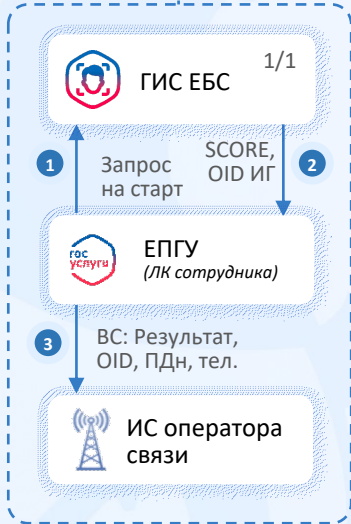 1/1
ГИС ЕБС
1
Запрос
на старт
SCORE,
OID ИГ
2
гос
услуги
ЕПГУ
(ЛК сотрудника)
3
ВС: Результат,
OID, ПДн, тел.
ИС оператора
связи